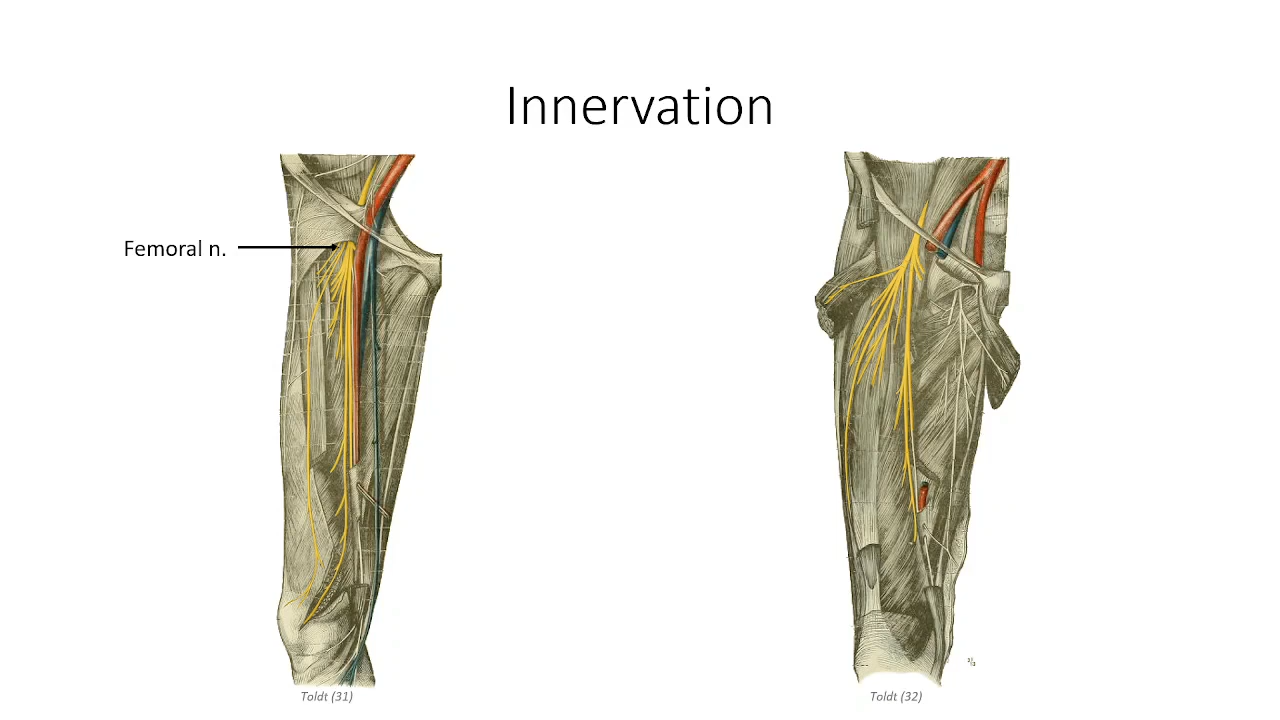 Innervation
Femoral n.
Toldt (31)
Toldt (32)